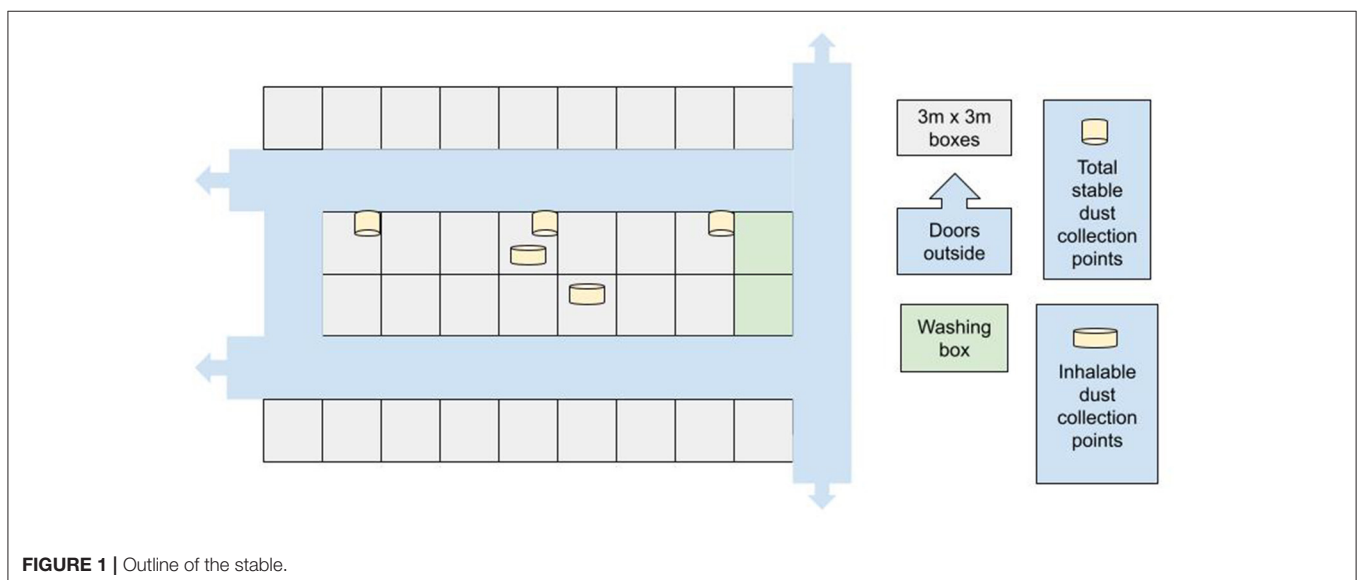 3m x 3m
boxes
Doors
outside
Washing
box
Total
stable
dust
collection
points
Inhalable
dust
collection
points
FIGURE 1 | Outline of the stable.